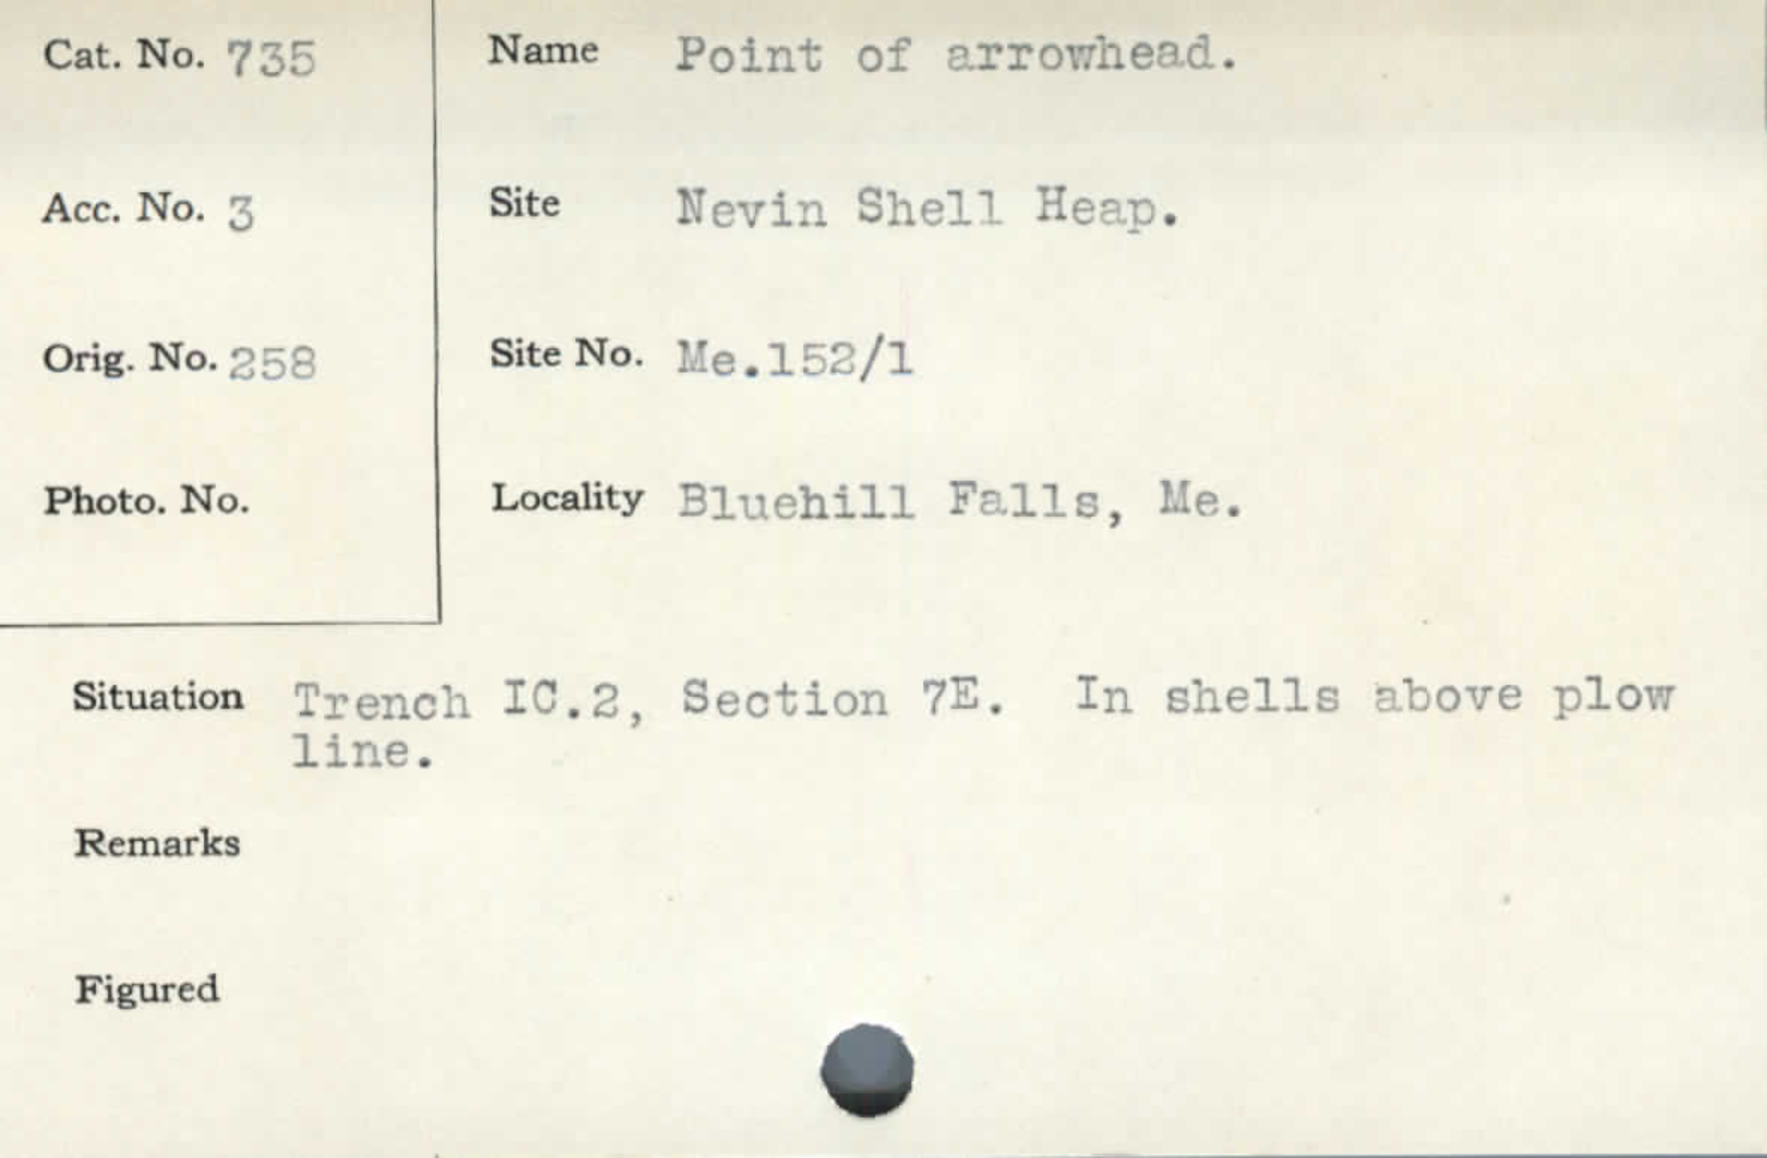 Cat. No. 735
Acc. No. 3
Orig. No. 258
Photo. No.
Name Point of arrowhead.
Site Nevin Shell Heap.
Site No. Me.152/1
Locality Bluehill Falls, Me.
Situation Trench IC.2, Section 7E. In shells above plow
line.
Remarks
Figured